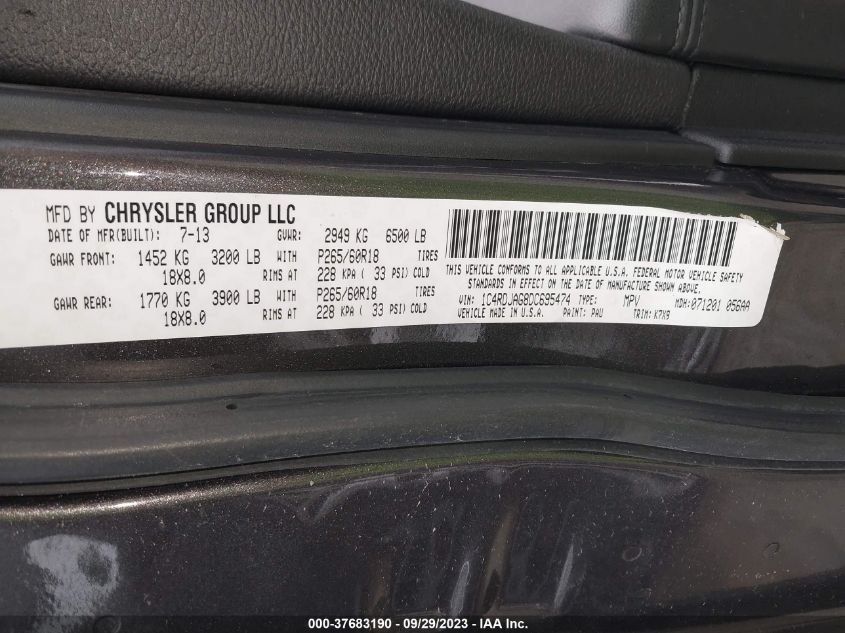 MFD BY CHRYSLER GROUP LLC
DATE OF MFR(BUILT): 7-13 GVWR: 2949 KG 6500 LB
GAWR FRONT: 1452 KG 3200 LB WITH P265/60R18 TIRES
18X8.0 RIMS AT 228 KPA ( 33 PSI) COLD
GAWR REAR: 1770 KG 3900 LB WITH P265/60R18 TIRES
18X8.0 RIMS AT 228 KPA ( 33 PSI) COLD
THIS VEHICLE CONFORMS TO ALL APPLICABLE U.S.A. FEDERAL MOTOR VEHICLE SAFETY
STANDARDS IN EFFECT ON THE DATE OF MANUFACTURE SHOWN ABOVE.
VIN: 1C4RDJAG8DC695474 TYPE: MPV MDH: 071201 056AA
VEHICLE MADE IN U.S.A. PAINT: PAU TRIM: K7X9
000-37683190 - 09/29/2023 - IAA Inc.